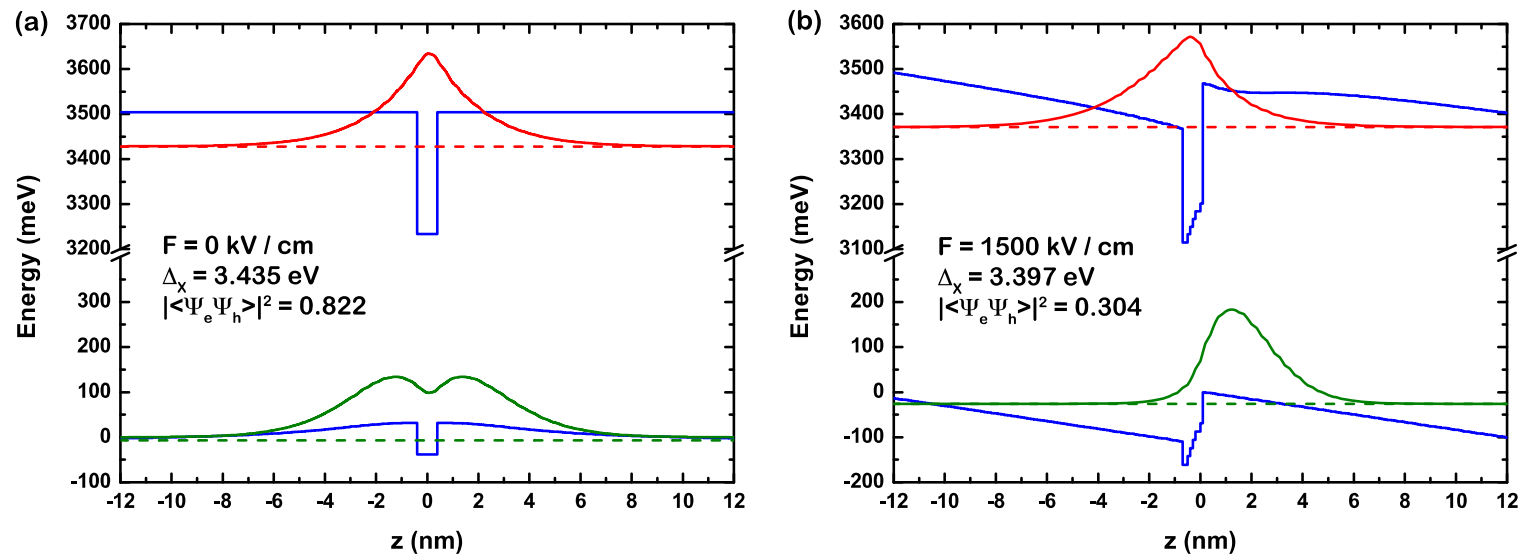 (a)
3700
3600
3500
3400
3300
3200
300
200
100
0
-100
Energy (meV)
F = 0 kV / cm
Δ_X = 3.435 eV
|<Ψ_eΨ_h>|² = 0.822
-12 -10 -8 -6 -4 -2 0 2 4 6 8 10 12
z (nm)
(b)
3600
3500
3400
3300
3200
3100
200
100
0
-100
-200
Energy (meV)
F = 1500 kV / cm
Δ_X = 3.397 eV
|<Ψ_eΨ_h>|² = 0.304
-12 -10 -8 -6 -4 -2 0 2 4 6 8 10 12
z (nm)